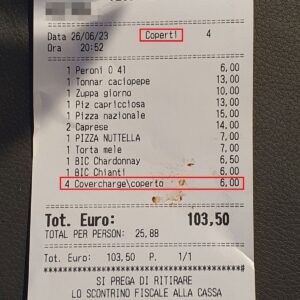 Data 26/06/23 Coperti 4
Ora 20:52
1 Peroni 0 41 6,00
1 Tonnar caciopepe 13,00
1 Zuppa giorno 10,00
1 Piz capricciosa 13,00
1 Pizza nazionale 15,00
2 Caprese 14,00
1 PIZZA NUTTELLA 7,00
1 Torta mele 7,00
1 BIC Chardonnay 6,50
1 BIC Chianti 6,00
4 Covercharge\coperto 6,00
Tot. Euro: 103,50
TOTAL PER PERSON: 25,88
Tot. Euro: 103,50 P. 1/1
SI PREGA DI RITIRARE
LO SCONTRINO FISCALE ALLA CASSA